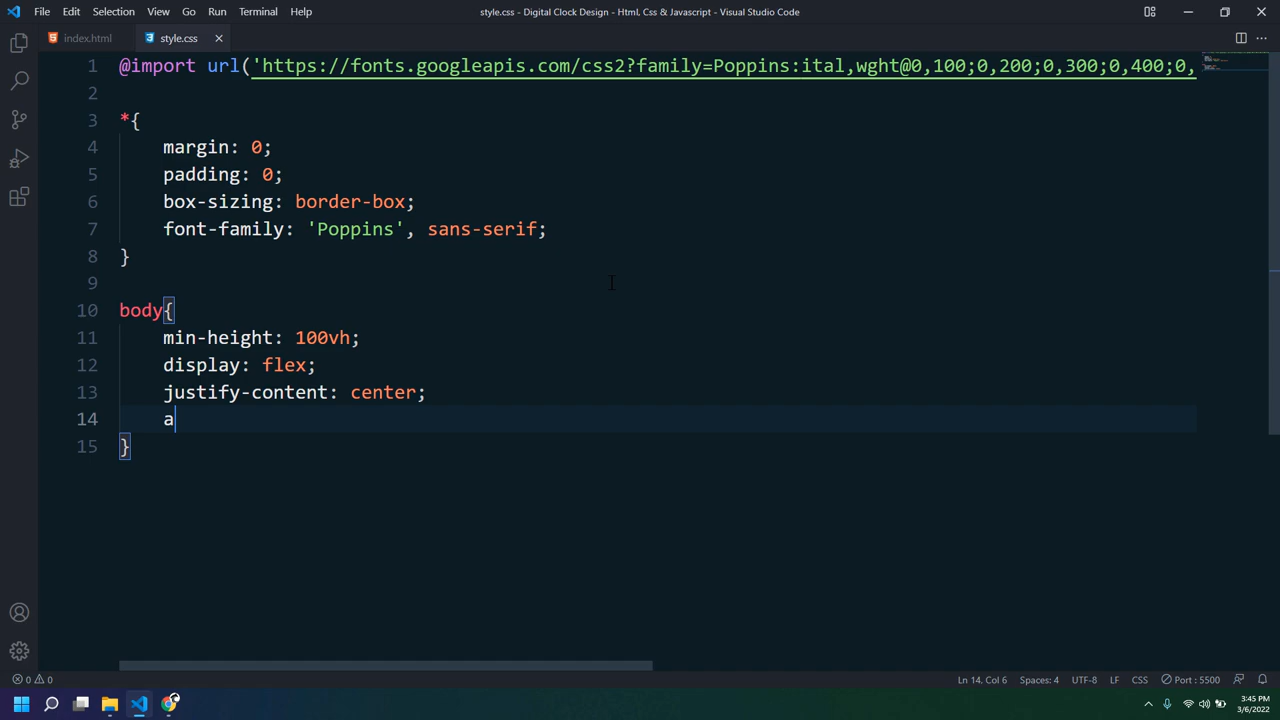 File Edit Selection View Go Run Terminal Help
style.css - Digital Clock Design - Html, Css & Javascript - Visual Studio Code
index.html
style.css
1 @import url('https://fonts.googleapis.com/css2?family=Poppins:ital,wght@0,100;0,200;0,300;0,400;0,
2
3 *{
4 margin: 0;
5 padding: 0;
6 box-sizing: border-box;
7 font-family: 'Poppins', sans-serif;
8 }
9
10 body{
11 min-height: 100vh;
12 display: flex;
13 justify-content: center;
14 a
15 }
0 0
Ln 14, Col 6 Spaces: 4 UTF-8 LF CSS Port : 5500
3:45 PM
3/6/2022